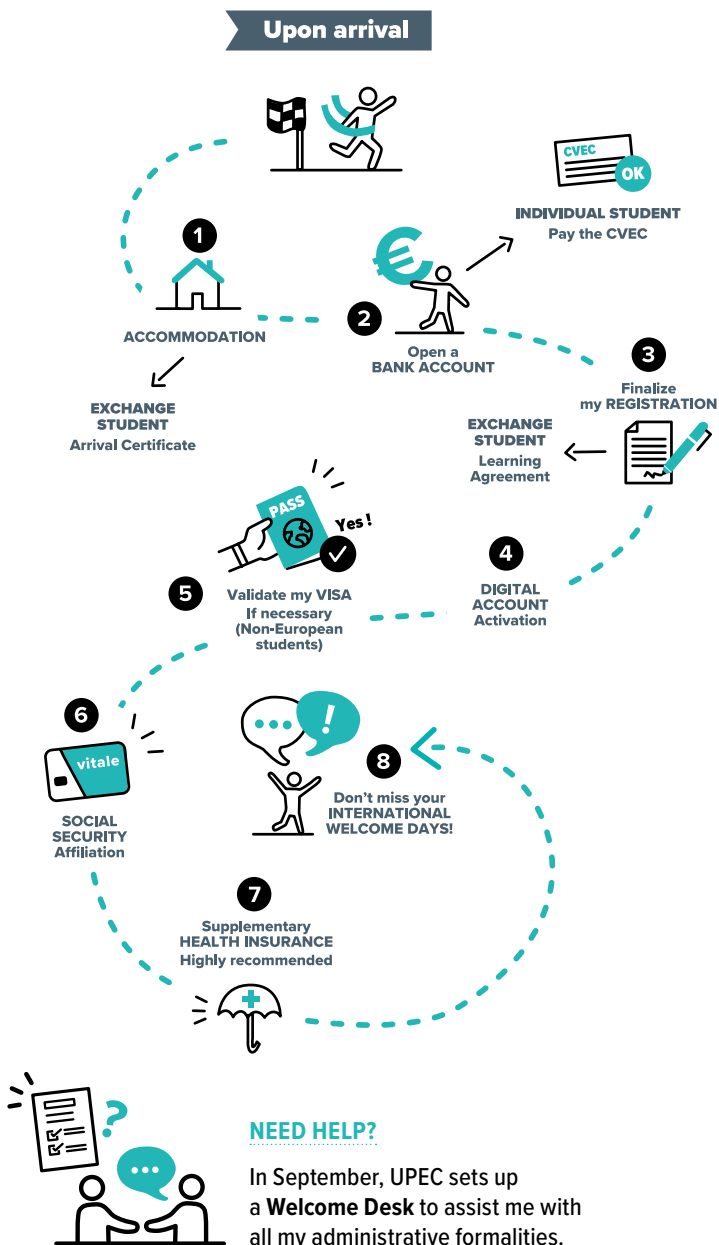 Upon arrival
CVEC
OK
INDIVIDUAL STUDENT
Pay the CVEC
1
ACCOMMODATION
EXCHANGE
STUDENT
Arrival Certificate
2
Open a
BANK ACCOUNT
3
Finalize
my REGISTRATION
EXCHANGE
STUDENT
Learning
Agreement
4
DIGITAL
ACCOUNT
Activation
PASS
Yes !
5
Validate my VISA
If necessary
(Non-European
students)
6
vitale
SOCIAL
SECURITY
Affiliation
7
Supplementary
HEALTH INSURANCE
Highly recommended
!
8
Don't miss your
INTERNATIONAL
WELCOME DAYS!
?
NEED HELP?
In September, UPEC sets up
a Welcome Desk to assist me with
all my administrative formalities.